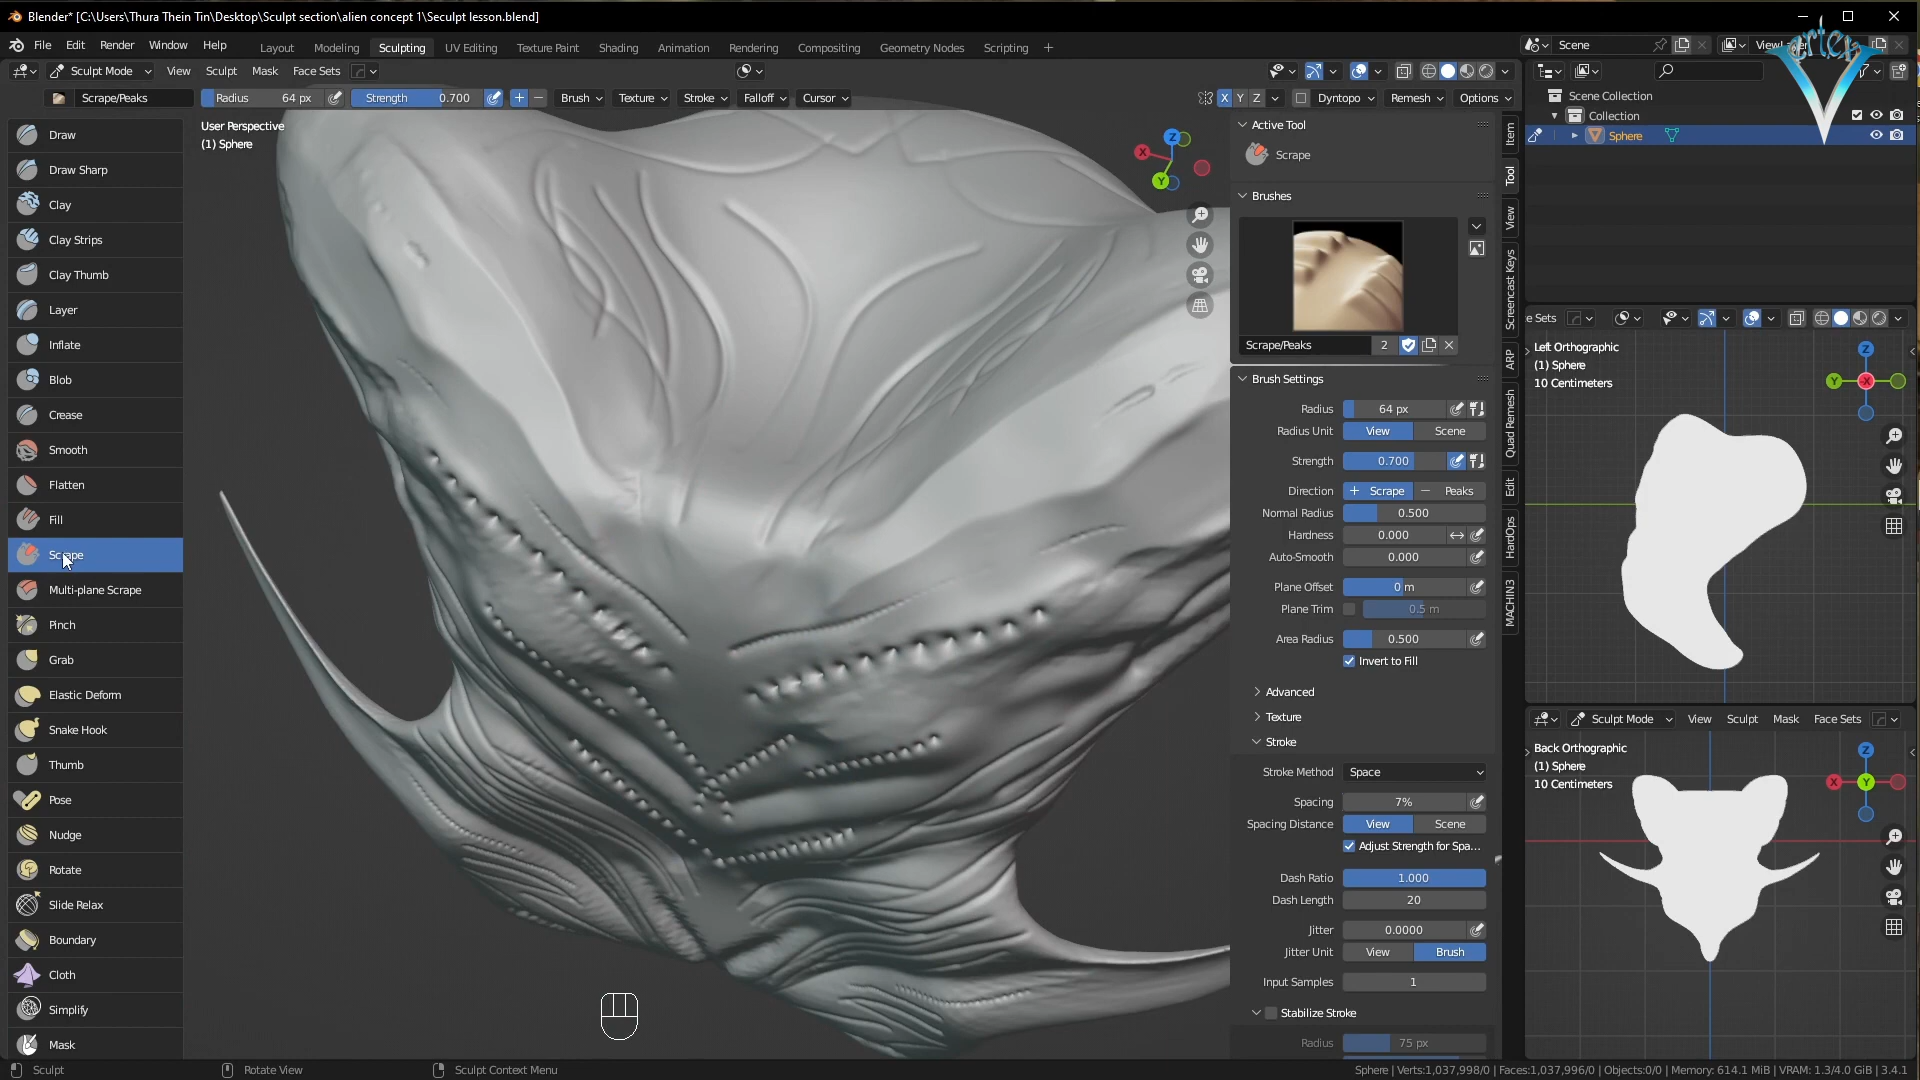 Blender* [C:\Users\Thura Thein Tin\Desktop\Sculpt section\alien concept 1\Seculpt lesson.blend]
File Edit Render Window Help Layout Modeling Sculpting UV Editing Texture Paint Shading Animation Rendering Compositing Geometry Nodes Scripting + Scene
Sculpt Mode View Sculpt Mask Face Sets
Scrape/Peaks Radius 64 px Strength 0.700 Brush Texture Stroke Falloff Cursor X Y Z Dyntopo Remesh Options
Draw
Draw Sharp
Clay
Clay Strips
Clay Thumb
Layer
Inflate
Blob
Crease
Smooth
Flatten
Fill
Scrape
Multi-plane Scrape
Pinch
Grab
Elastic Deform
Snake Hook
Thumb
Pose
Nudge
Rotate
Slide Relax
Boundary
Cloth
Simplify
Mask
User Perspective
(1) Sphere
Z
X
Y
Active Tool
Scrape
Brushes
Scrape/Peaks 2
Brush Settings
Radius 64 px
Radius Unit View Scene
Strength 0.700
Direction + Scrape − Peaks
Normal Radius 0.500
Hardness 0.000
Auto-Smooth 0.000
Plane Offset 0 m
Plane Trim 0.5 m
Area Radius 0.500
Invert to Fill
Advanced
Texture
Stroke
Stroke Method Space
Spacing 7%
Spacing Distance View Scene
Adjust Strength for Spa...
Dash Ratio 1.000
Dash Length 20
Jitter 0.0000
Jitter Unit View Brush
Input Samples 1
Stabilize Stroke
Radius 75 px
Item
Tool
View
Screencast Keys
ARP
Quad Remesh
Edit
HardOps
MACHIN3
Scene Collection
Collection
Sphere
e Sets
Left Orthographic
(1) Sphere
10 Centimeters
Z
Y
-X
Sculpt Mode View Sculpt Mask Face Sets
Back Orthographic
(1) Sphere
10 Centimeters
Z
X
Y
Sculpt Rotate View Sculpt Context Menu
Sphere | Verts:1,037,998/0 | Faces:1,037,996/0 | Objects:0/0 | Memory: 614.1 MiB | VRAM: 1.3/4.0 GiB | 3.4.1